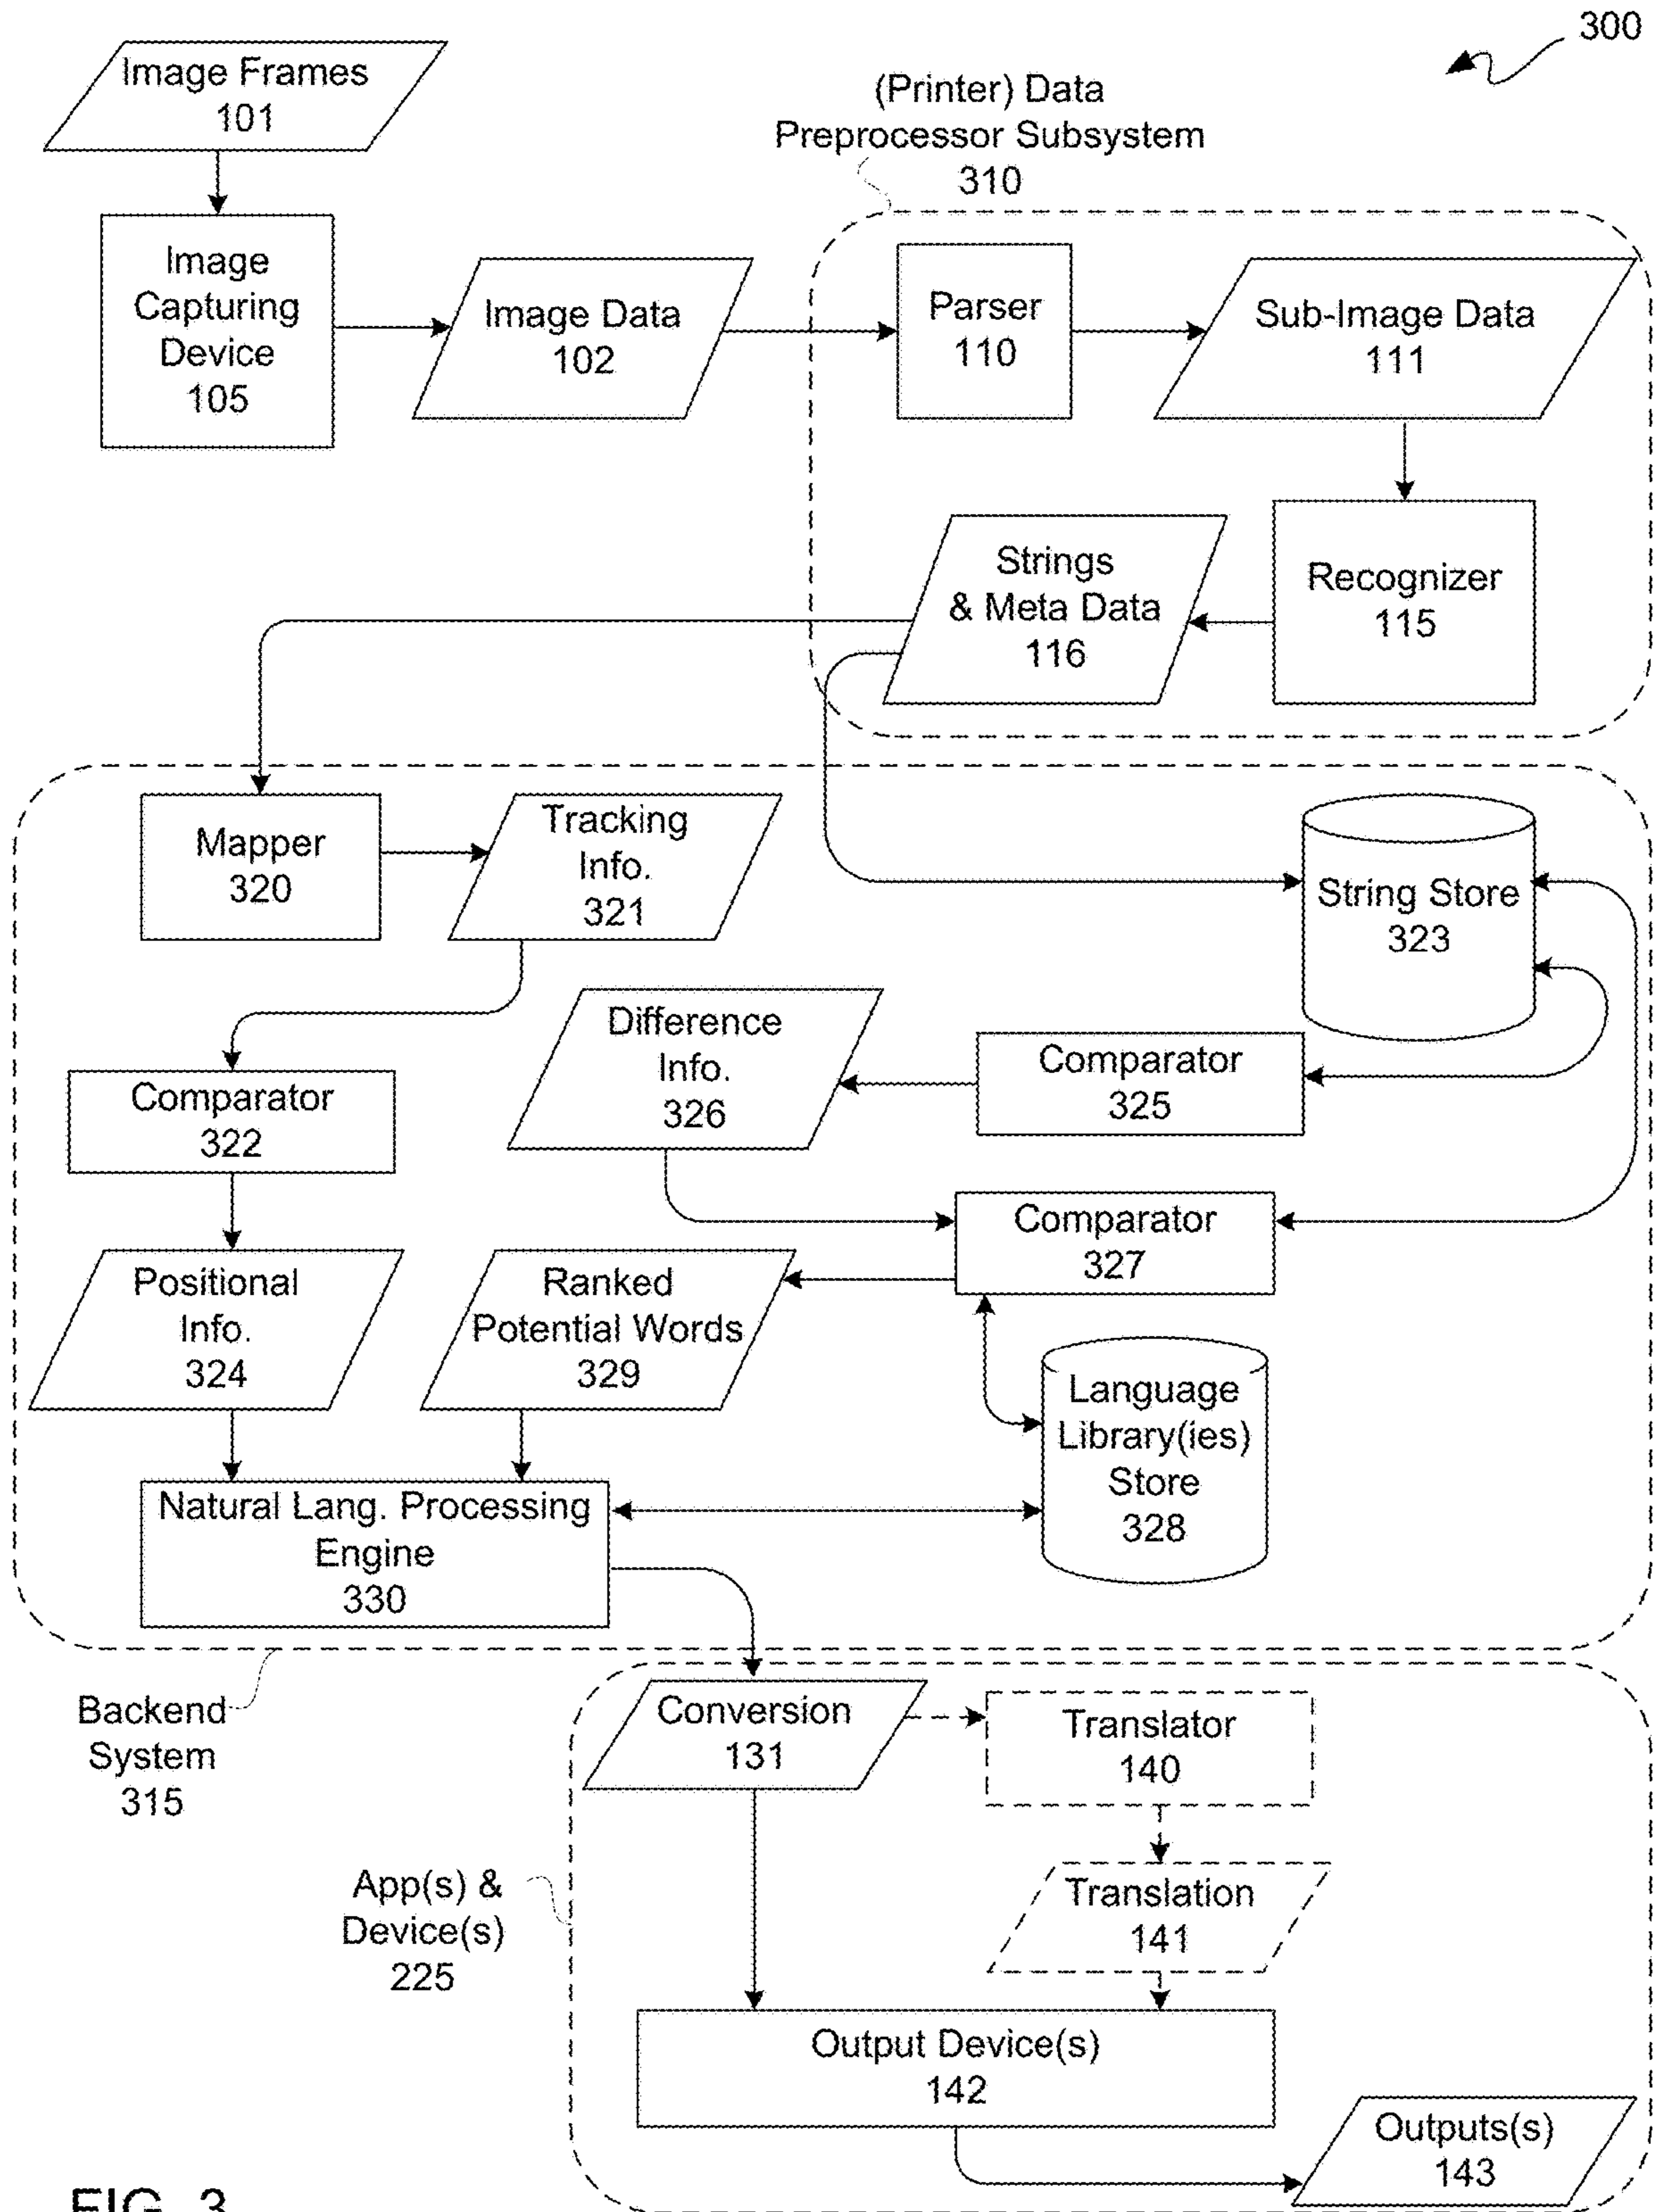 300
Image Frames
101
(Printer) Data
Preprocessor Subsystem
310
Image
Capturing
Device
105
Image Data
102
Parser
110
Sub-Image Data
111
Strings
& Meta Data
116
Recognizer
115
Mapper
320
Tracking
Info.
321
String Store
323
Difference
Info.
326
Comparator
325
Comparator
322
Comparator
327
Positional
Info.
324
Ranked
Potential Words
329
Language
Library(ies)
Store
328
Natural Lang. Processing
Engine
330
Backend
System
315
Conversion
131
Translator
140
App(s) &
Device(s)
225
Translation
141
Output Device(s)
142
Outputs(s)
143
FIG. 3